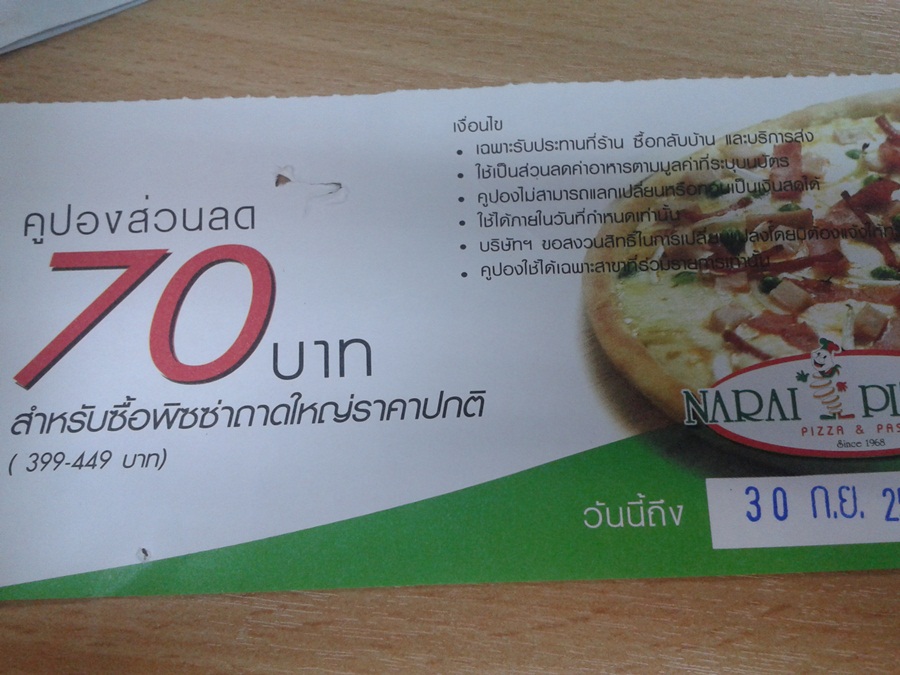 คูปองส่วนลด
70 บาท
สำหรับซื้อพิซซ่าถาดใหญ่ราคาปกติ
( 399-449 บาท)
เงื่อนไข
• เฉพาะรับประทานที่ร้าน ซื้อกลับบ้าน และบริการส่ง
• ใช้เป็นส่วนลดค่าอาหารตามมูลค่าที่ระบุบนบัตร
• คูปองไม่สามารถแลกเปลี่ยนหรือทอนเป็นเงินสดได้
• ใช้ได้ภายในวันที่กำหนดเท่านั้น
• บริษัทฯ ขอสงวนสิทธิในการเปลี่ยนแปลงโดยมิต้องแจ้งให้
• คูปองใช้ได้เฉพาะสาขาที่ร่วมรายการเท่านั้น
NARAI
PIZZA &
Since 1968
วันนี้ถึง
30 ก.ย.